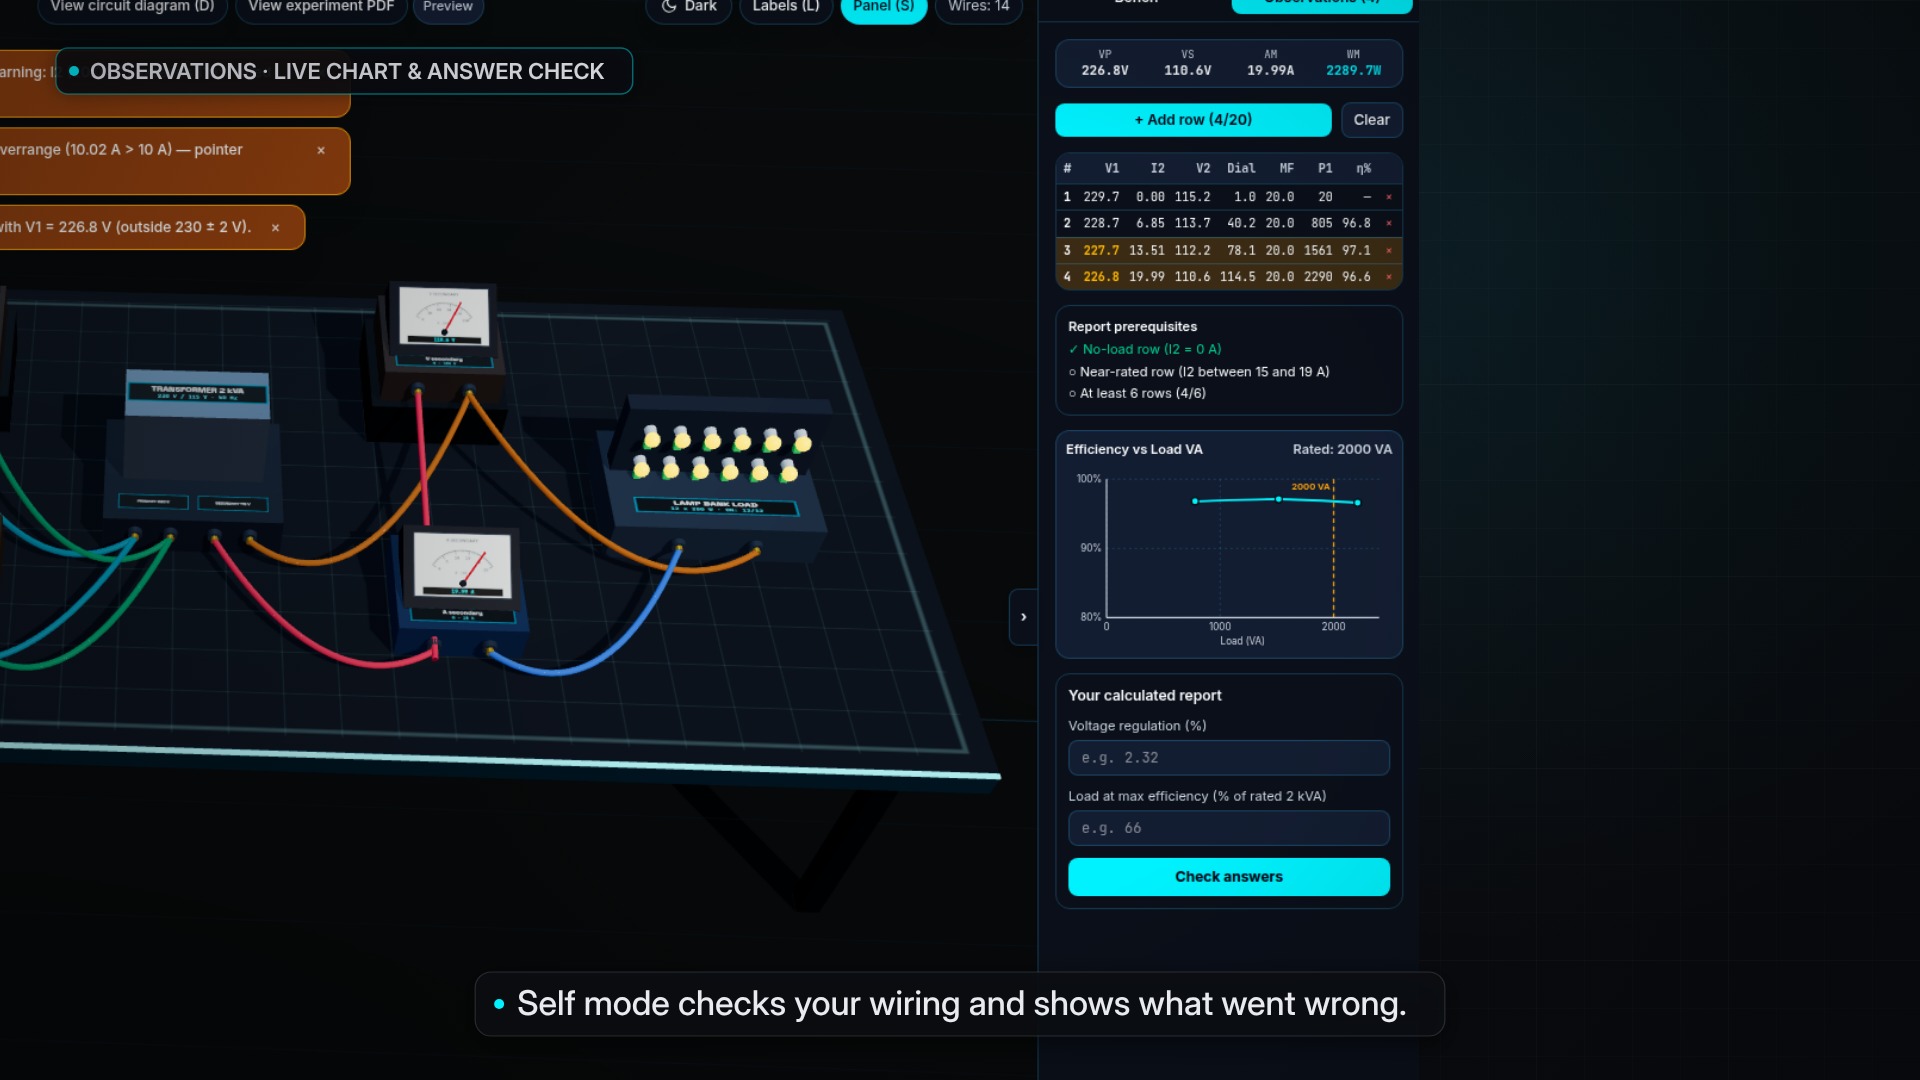 View circuit diagram (D)
View experiment PDF
Preview
Dark
Labels (L)
Panel (S)
Wires: 14
arning: I
OBSERVATIONS · LIVE CHART & ANSWER CHECK
verrange (10.02 A > 10 A) — pointer ×
with V1 = 226.8 V (outside 230 ± 2 V). ×
TRANSFORMER 2 kVA
LAMP BANK LOAD
V secondary
A secondary
VP VS AM WM
226.8V 110.6V 19.99A 2289.7W
+ Add row (4/20)
Clear
# V1 I2 V2 Dial MF P1 η%
1 229.7 0.00 115.2 1.0 20.0 20 — ×
2 228.7 6.85 113.7 40.2 20.0 805 96.8 ×
3 227.7 13.51 112.2 78.1 20.0 1561 97.1 ×
4 226.8 19.99 110.6 114.5 20.0 2290 96.6 ×
Report prerequisites
✓ No-load row (I2 = 0 A)
○ Near-rated row (I2 between 15 and 19 A)
○ At least 6 rows (4/6)
Efficiency vs Load VA
Rated: 2000 VA
100%
2000 VA
90%
80%
0 1000 2000
Load (VA)
›
Your calculated report
Voltage regulation (%)
e.g. 2.32
Load at max efficiency (% of rated 2 kVA)
e.g. 66
Check answers
Self mode checks your wiring and shows what went wrong.